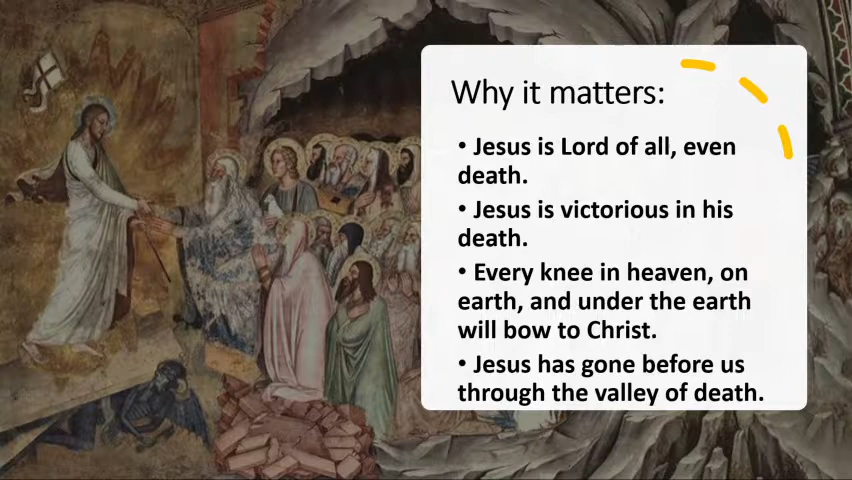 Why it matters:
• Jesus is Lord of all, even
death.
• Jesus is victorious in his
death.
• Every knee in heaven, on
earth, and under the earth
will bow to Christ.
• Jesus has gone before us
through the valley of death.